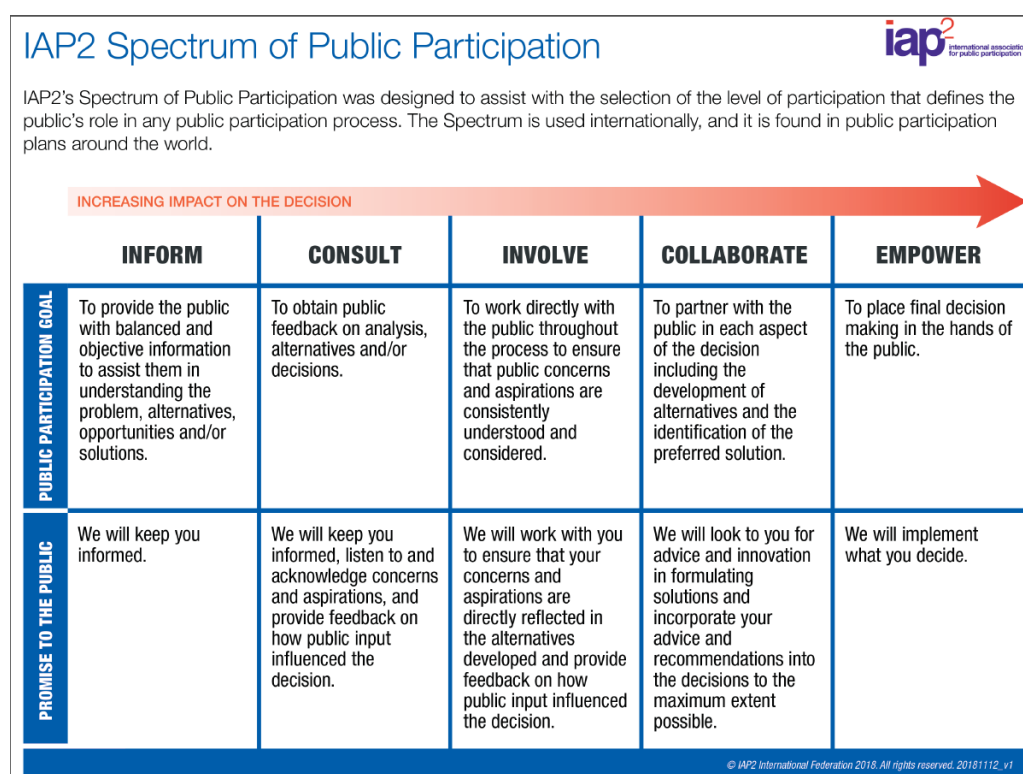 IAP2 Spectrum of Public Participation
iap2
international associatio
for public participation
IAP2's Spectrum of Public Participation was designed to assist with the selection of the level of participation that defines the
public's role in any public participation process. The Spectrum is used internationally, and it is found in public participation
plans around the world.
INCREASING IMPACT ON THE DECISION
INFORM
CONSULT
INVOLVE
COLLABORATE
EMPOWER
PUBLIC PARTICIPATION GOAL
To provide the public
with balanced and
objective information
to assist them in
understanding the
problem, alternatives,
opportunities and/or
solutions.
To obtain public
feedback on analysis,
alternatives and/or
decisions.
To work directly with
the public throughout
the process to ensure
that public concerns
and aspirations are
consistently
understood and
considered.
To partner with the
public in each aspect
of the decision
including the
development of
alternatives and the
identification of the
preferred solution.
To place final decision
making in the hands of
the public.
PROMISE TO THE PUBLIC
We will keep you
informed.
We will keep you
informed, listen to and
acknowledge concerns
and aspirations, and
provide feedback on
how public input
influenced the
decision.
We will work with you
to ensure that your
concerns and
aspirations are
directly reflected in
the alternatives
developed and provide
feedback on how
public input influenced
the decision.
We will look to you for
advice and innovation
in formulating
solutions and
incorporate your
advice and
recommendations into
the decisions to the
maximum extent
possible.
We will implement
what you decide.
© IAP2 International Federation 2018. All rights reserved. 20181112_v1